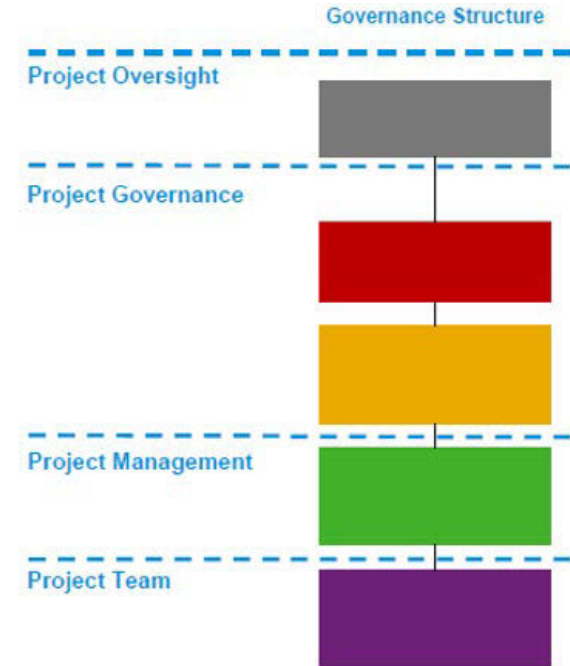 Governance Structure
Project Oversight
Project Governance
Project Management
Project Team